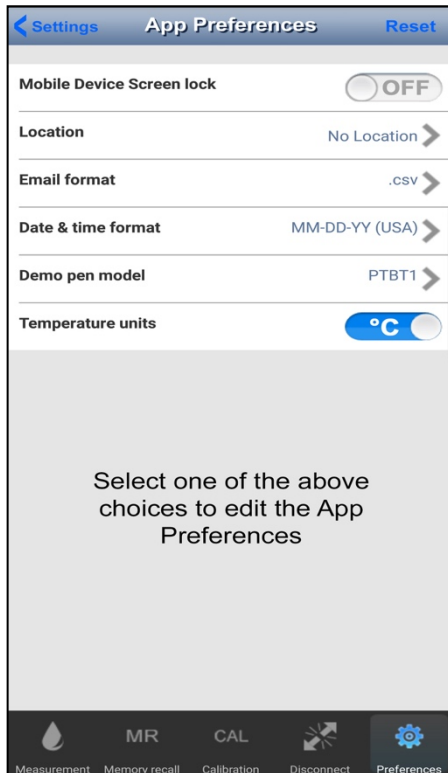 Settings App Preferences Reset
Mobile Device Screen lock OFF
Location No Location
Email format .csv
Date & time format MM-DD-YY (USA)
Demo pen model PTBT1
Temperature units °C
Select one of the above
choices to edit the App
Preferences
MR CAL
Measurement Memory recall Calibration Disconnect Preferences